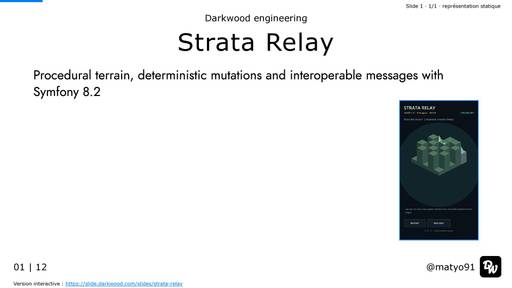 Slide 1 - 1/1 - représentation statique
Darkwood engineering
Strata Relay
Procedural terrain, deterministic mutations and interoperable messages with
Symfony 8.2
STRATA RELAY
01 | 12
@matyo91
Version interactive : https://slide.darkwood.com/slides/strata-relay